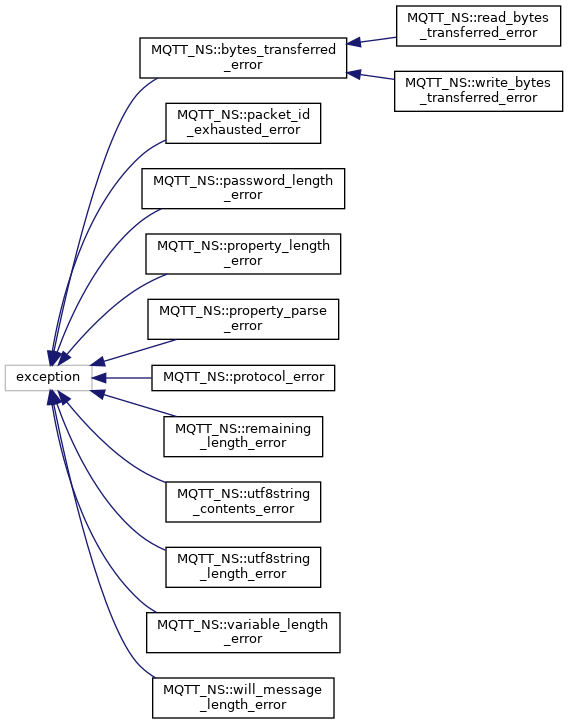 MQTT_NS::read_bytes
_transferred_error
MQTT_NS::bytes_transferred
_error
MQTT_NS::write_bytes
_transferred_error
MQTT_NS::packet_id
_exhausted_error
MQTT_NS::password_length
_error
MQTT_NS::property_length
_error
MQTT_NS::property_parse
_error
exception
MQTT_NS::protocol_error
MQTT_NS::remaining
_length_error
MQTT_NS::utf8string
_contents_error
MQTT_NS::utf8string
_length_error
MQTT_NS::variable_length
_error
MQTT_NS::will_message
_length_error